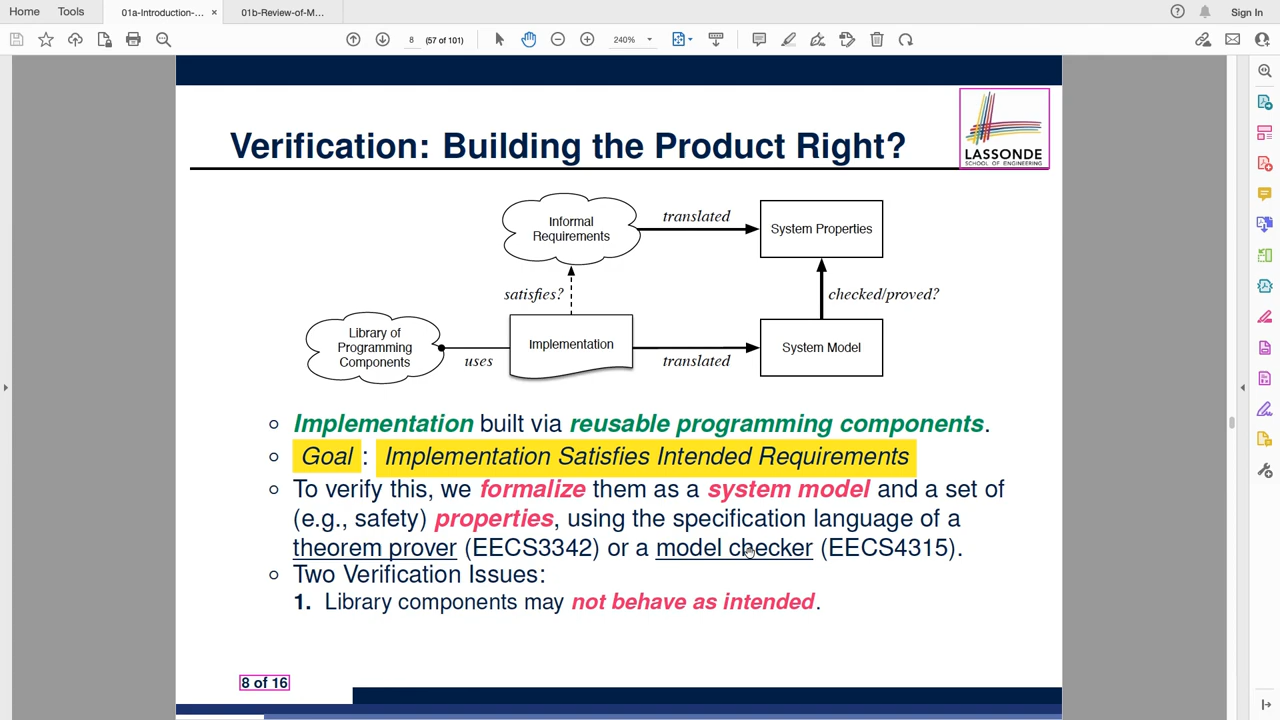 Home
Tools
01a-Introduction-...
×
01b-Review-of-M...
Sign In
8
(57 of 101)
240%
LASSONDE
SCHOOL OF ENGINEERING
Verification: Building the Product Right?
Informal
Requirements
translated
System Properties
satisfies?
checked/proved?
Library of
Programming
Components
uses
Implementation
translated
System Model
Implementation built via reusable programming components.
Goal : Implementation Satisfies Intended Requirements
To verify this, we formalize them as a system model and a set of
(e.g., safety) properties, using the specification language of a
theorem prover (EECS3342) or a model checker (EECS4315).
Two Verification Issues:
1. Library components may not behave as intended.
8 of 16